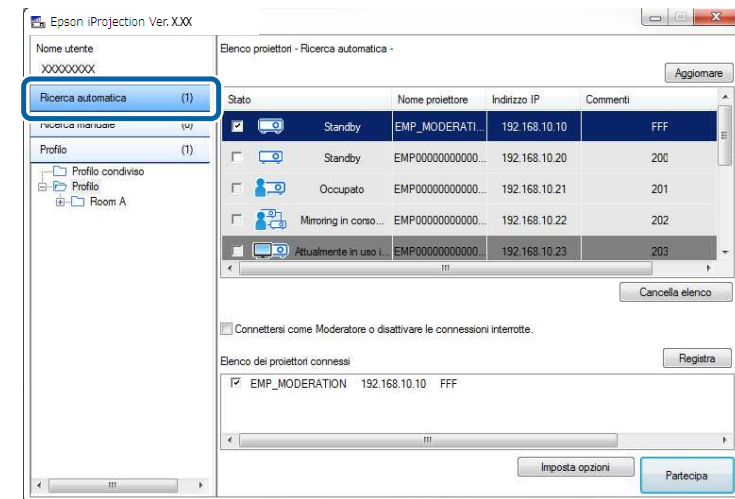 Epson iProjection Ver. X.XX
Nome utente
XXXXXXXX
Elenco proiettori - Ricerca automatica -
Aggiornare
Ricerca automatica (1)
Stato Nome proiettore Indirizzo IP Commenti
Ricerca manuale (0)
Standby EMP_MODERATI... 192.168.10.10 FFF
Profilo (1)
Standby EMP00000000000... 192.168.10.20 200
Profilo condiviso
Profilo
Room A
Occupato EMP00000000000... 192.168.10.21 201
Mirroring in corso... EMP00000000000... 192.168.10.22 202
Attualmente in uso i... EMP00000000000... 192.168.10.23 203
Cancella elenco
Connettersi come Moderatore o disattivare le connessioni interrotte.
Elenco dei proiettori connessi
Registra
EMP_MODERATION 192.168.10.10 FFF
Imposta opzioni
Partecipa